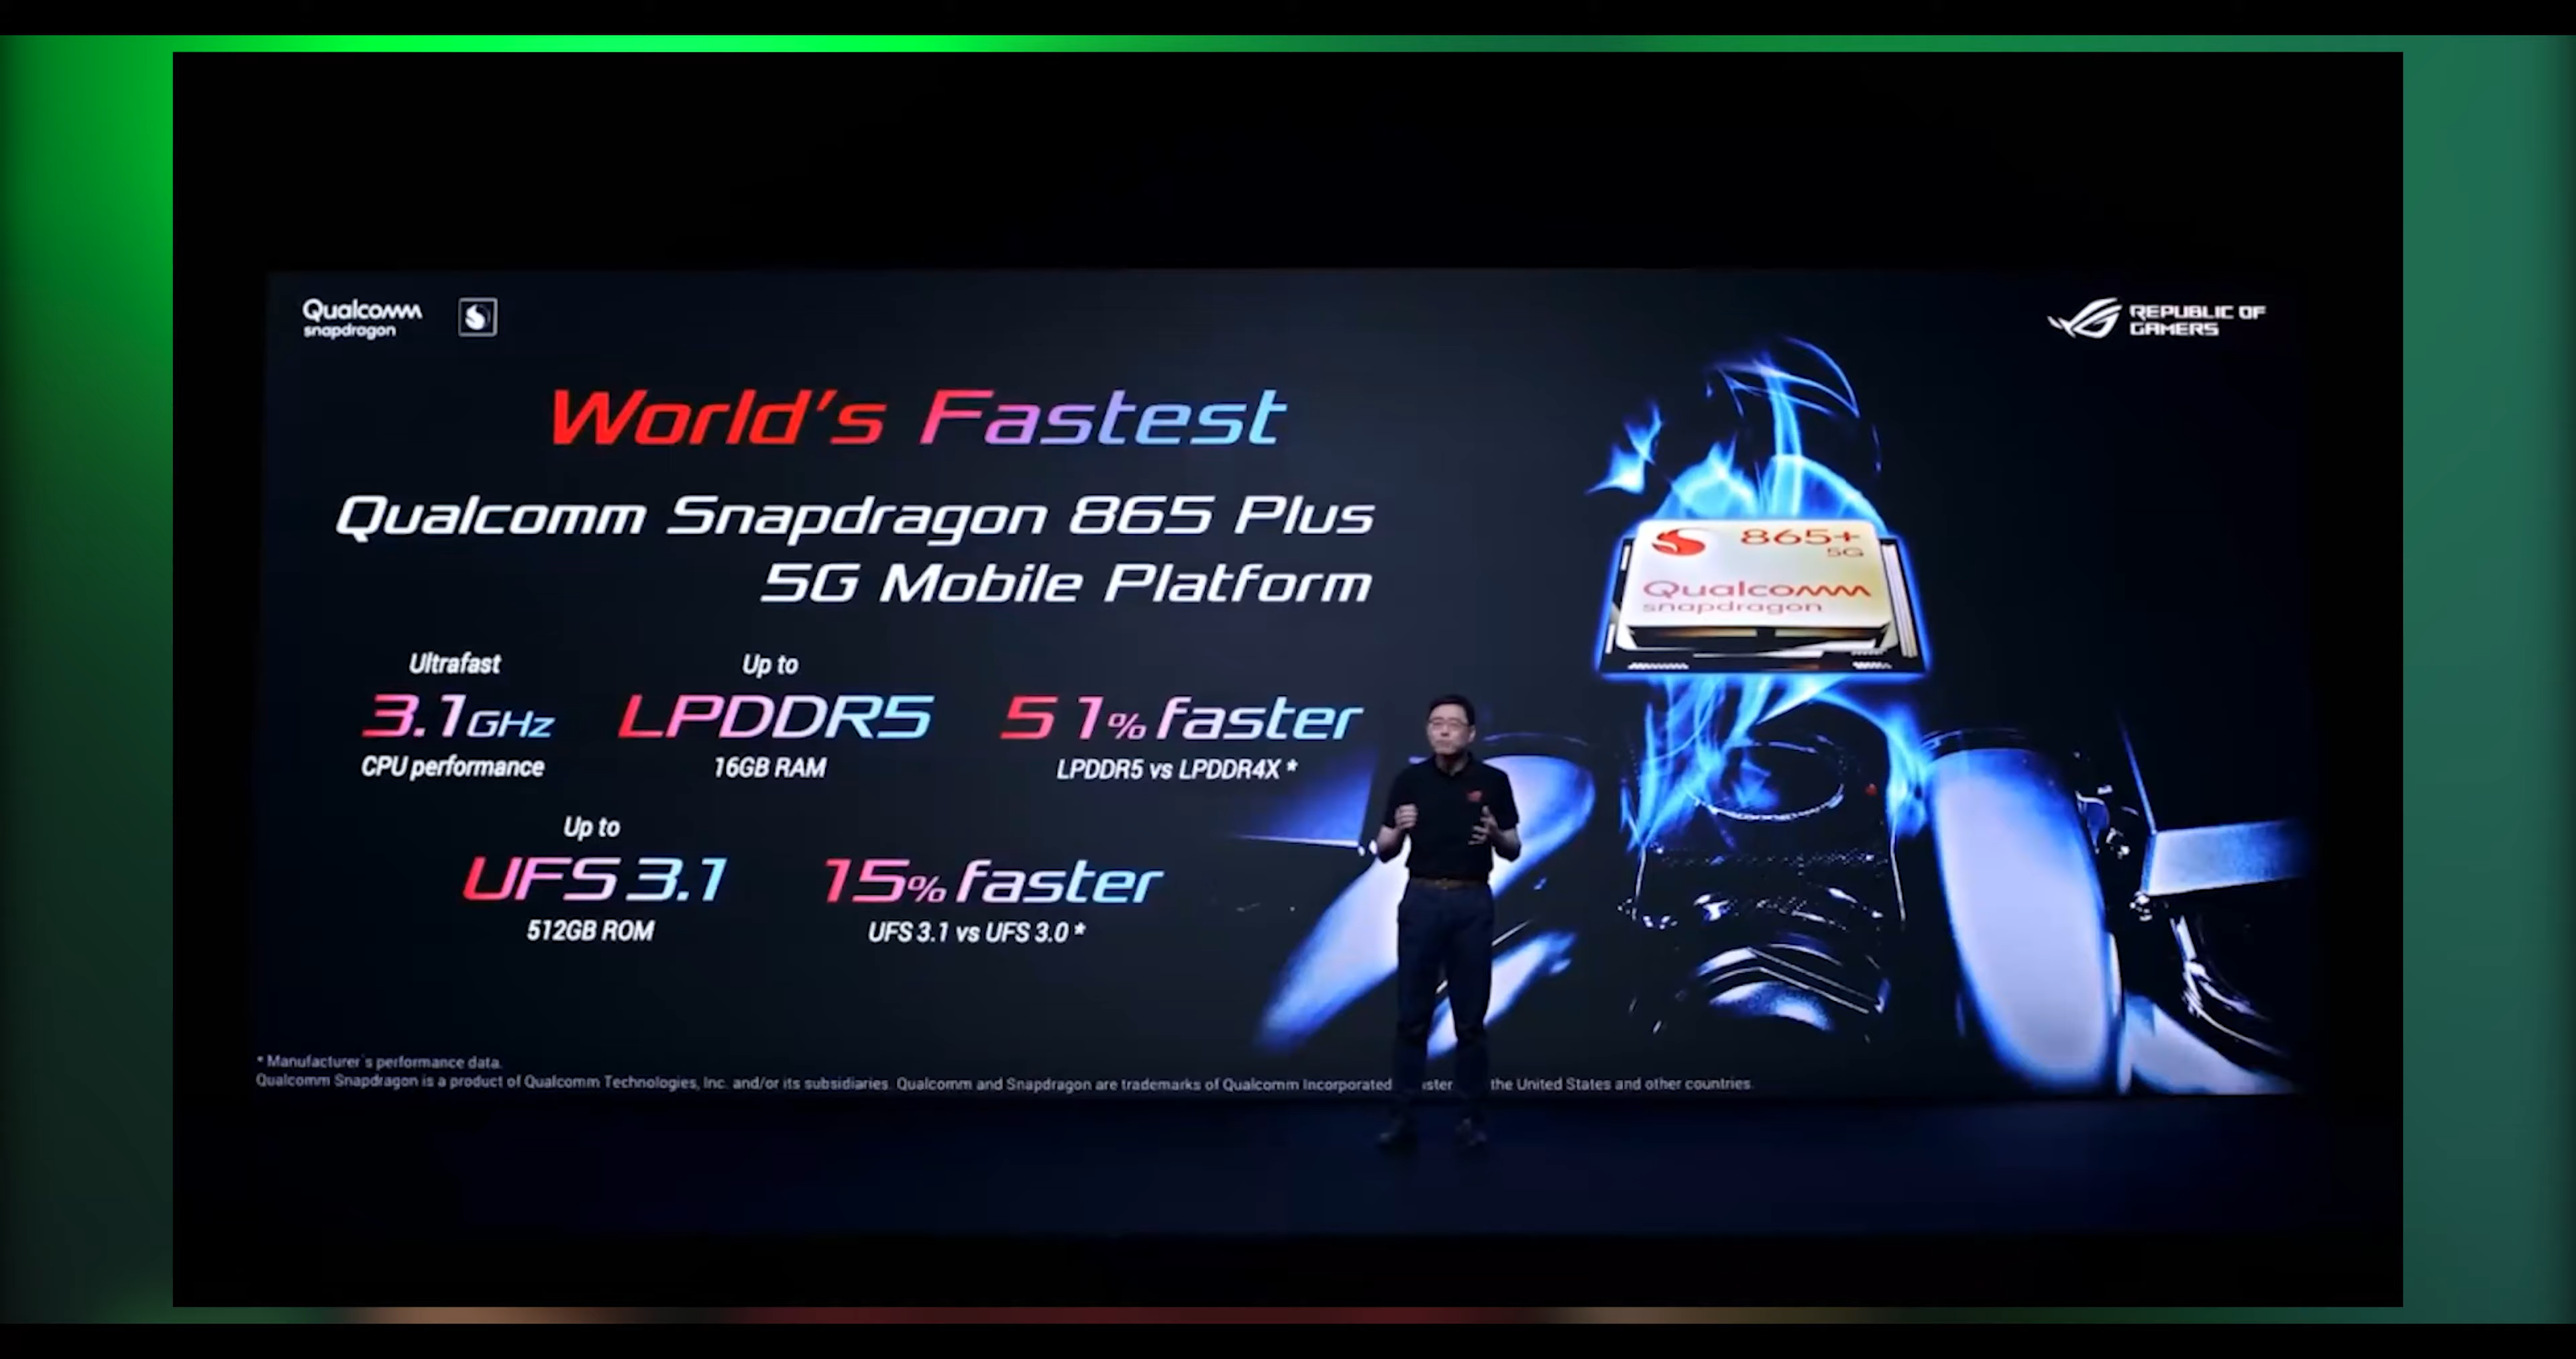 Qualcomm
snapdragon
REPUBLIC OF
GAMERS
World's Fastest
Qualcomm Snapdragon 865 Plus
5G Mobile Platform
865+
5G
Qualcomm
snapdragon
Ultrafast
3.1GHz
CPU performance
Up to
LPDDR5
16GB RAM
51% faster
LPDDR5 vs LPDDR4X *
Up to
UFS 3.1
512GB ROM
15% faster
UFS 3.1 vs UFS 3.0 *
* Manufacturer's performance data.
Qualcomm Snapdragon is a product of Qualcomm Technologies, Inc. and/or its subsidiaries. Qualcomm and Snapdragon are trademarks of Qualcomm Incorporated the United States and other countries.